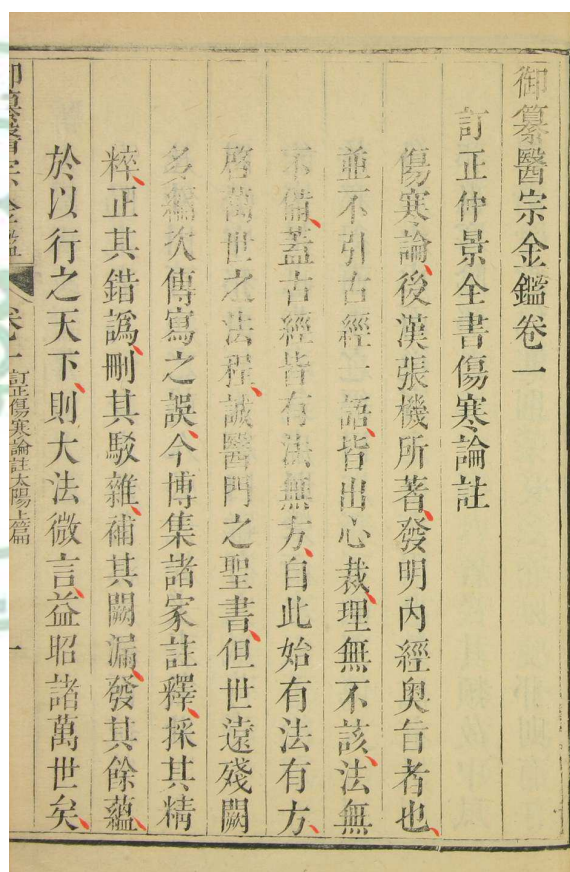 御纂醫宗金鑑卷一
訂正仲景全書傷寒論註
傷寒論、後漢張機所著、發明內經奥旨者也、
並不引古經一語、皆出心裁、理無不該、法無
不備、蓋古經皆有法無方、自此始有法有方、
啓萬世之法程、誠醫門之聖書、但世遠殘闕、
多編次傳寫之誤、今博集諸家註釋、採其精
粹、正其錯譌、刪其駁雜、補其闕漏、發其餘蘊、
於以行之天下、則大法微言、益昭諸萬世矣、
御纂醫宗金鑑 卷一 訂正傷寒論註太陽上篇 一